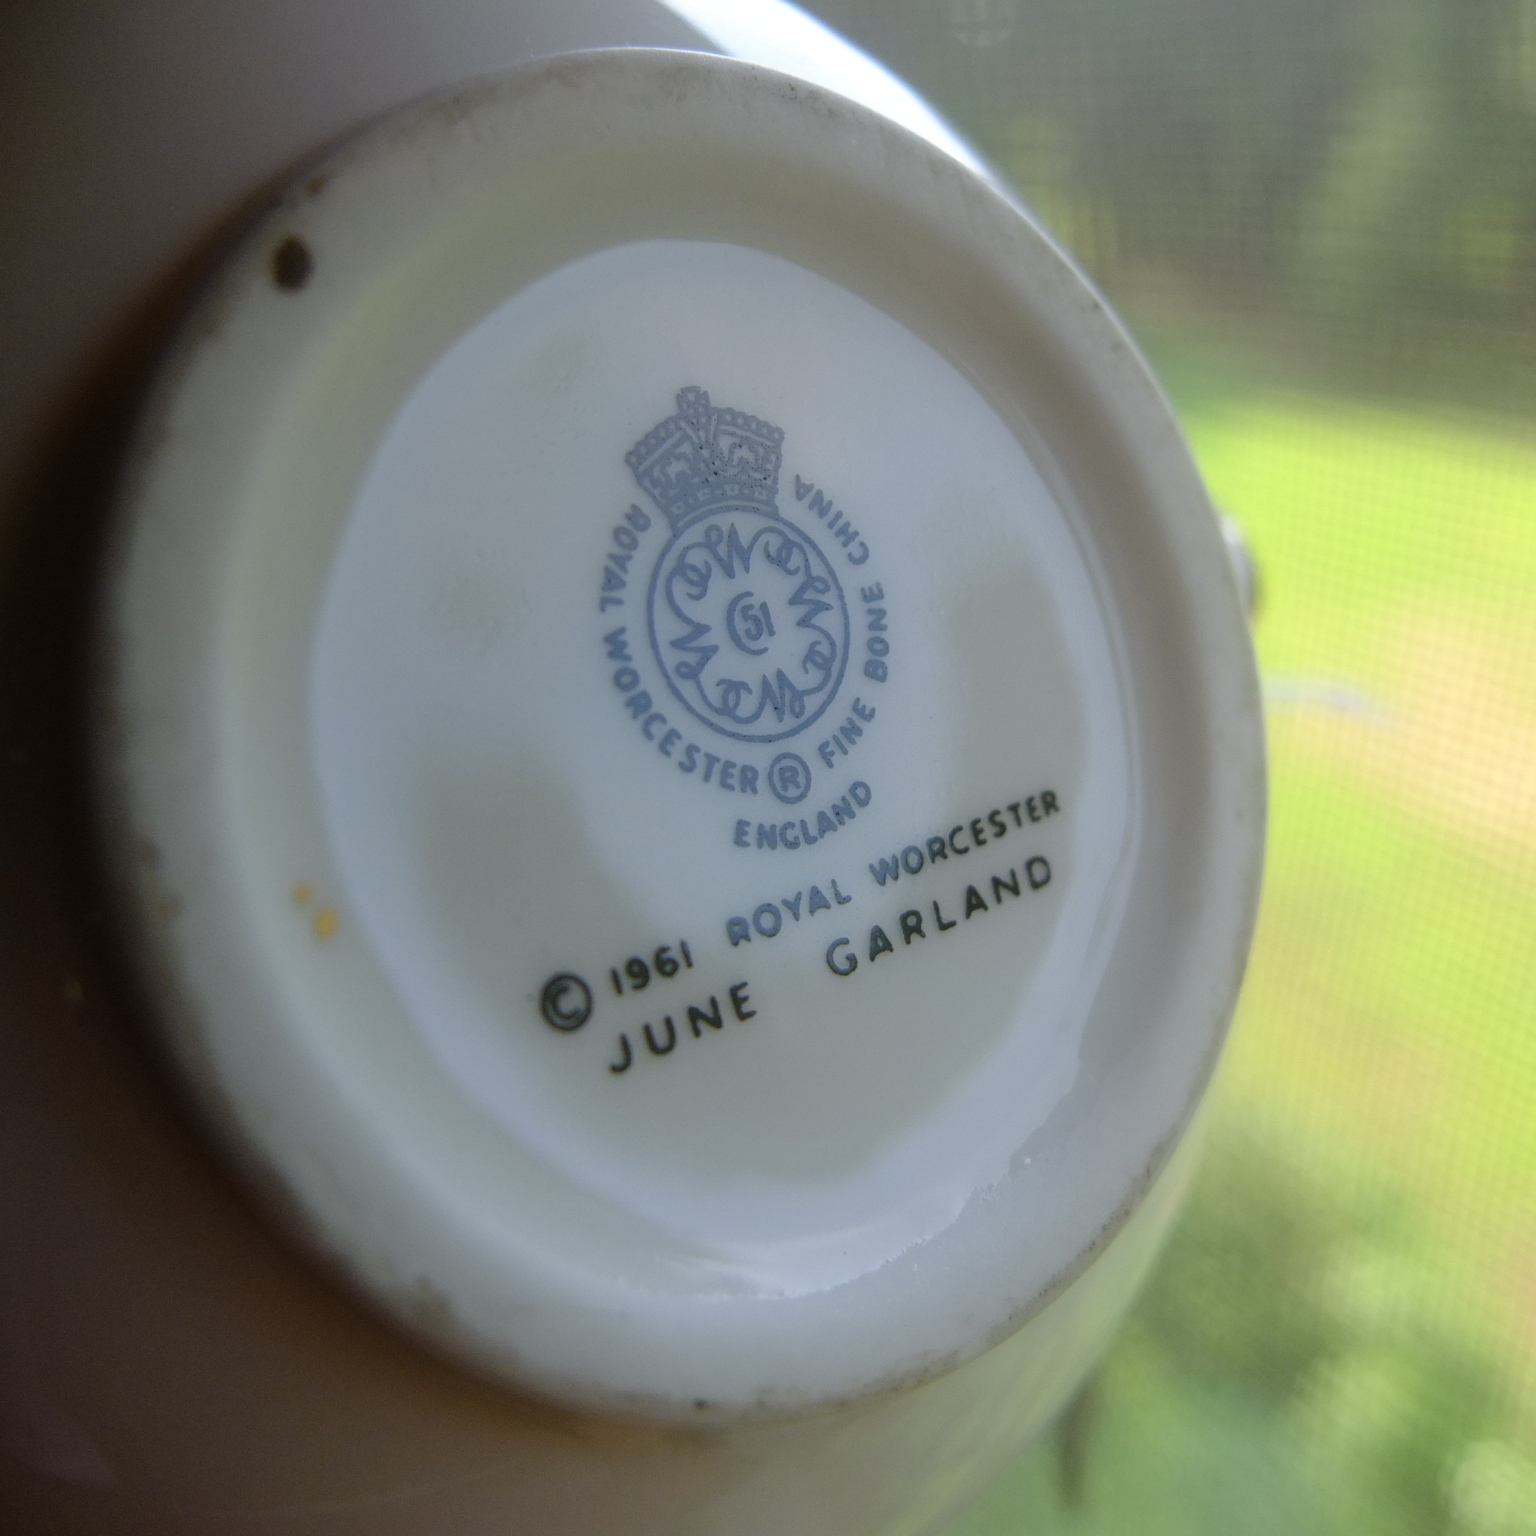 ROYAL WORCESTER ® FINE BONE CHINA
51
ENGLAND
© 1961 ROYAL WORCESTER
JUNE GARLAND